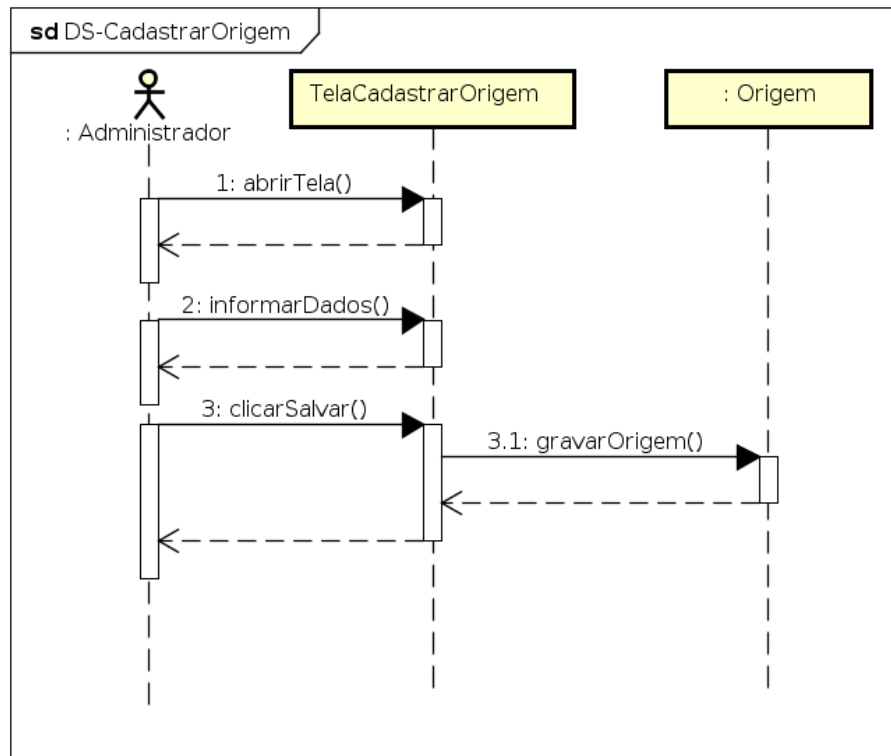 sd DS-CadastrarOrigem
: Administrador
TelaCadastrarOrigem
: Origem
1: abrirTela()
2: informarDados()
3: clicarSalvar()
3.1: gravarOrigem()